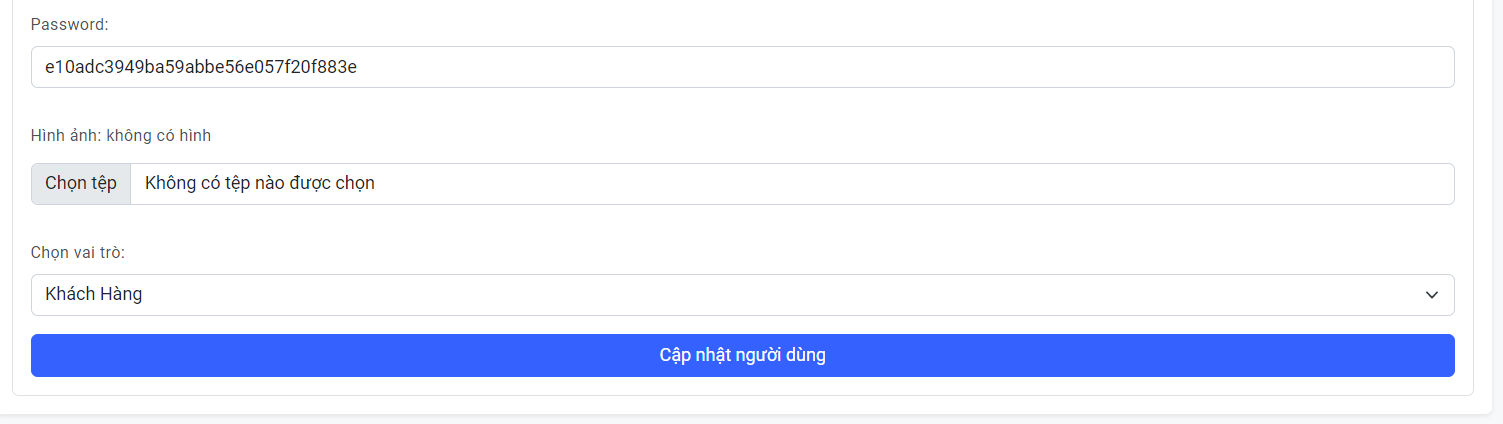 Password:
e10adc3949ba59abbe56e057f20f883e
Hình ảnh: không có hình
Chọn tệp Không có tệp nào được chọn
Chọn vai trò:
Khách Hàng
Cập nhật người dùng